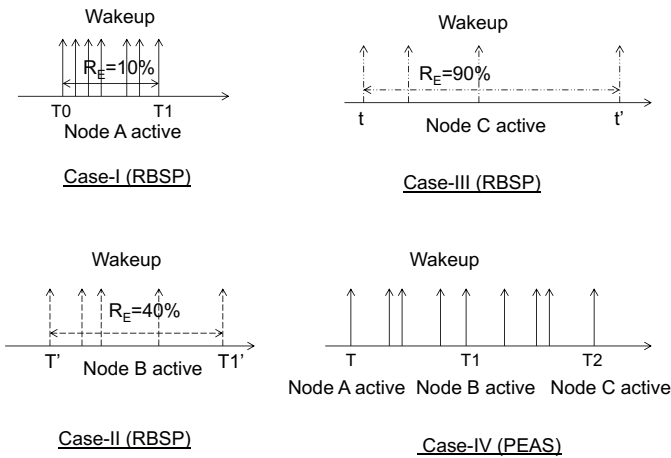 Wakeup
R_E=10%
T0 T1
Node A active
Case-I (RBSP)
Wakeup
R_E=90%
t t'
Node C active
Case-III (RBSP)
Wakeup
R_E=40%
T' T1'
Node B active
Case-II (RBSP)
Wakeup
T T1 T2
Node A active Node B active Node C active
Case-IV (PEAS)